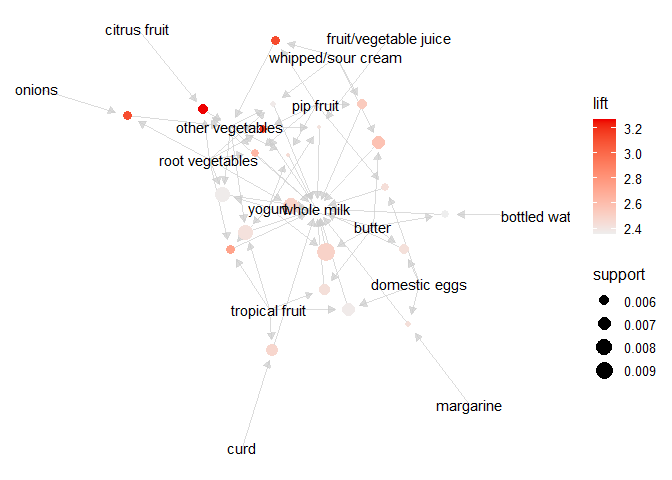 citrus fruit
fruit/vegetable juice
whipped/sour cream
onions
pip fruit
other vegetables
root vegetables
yogurt
whole milk
bottled wat
butter
domestic eggs
tropical fruit
margarine
curd
lift
3.2
2.8
2.6
2.4
support
0.006
0.007
0.008
0.009